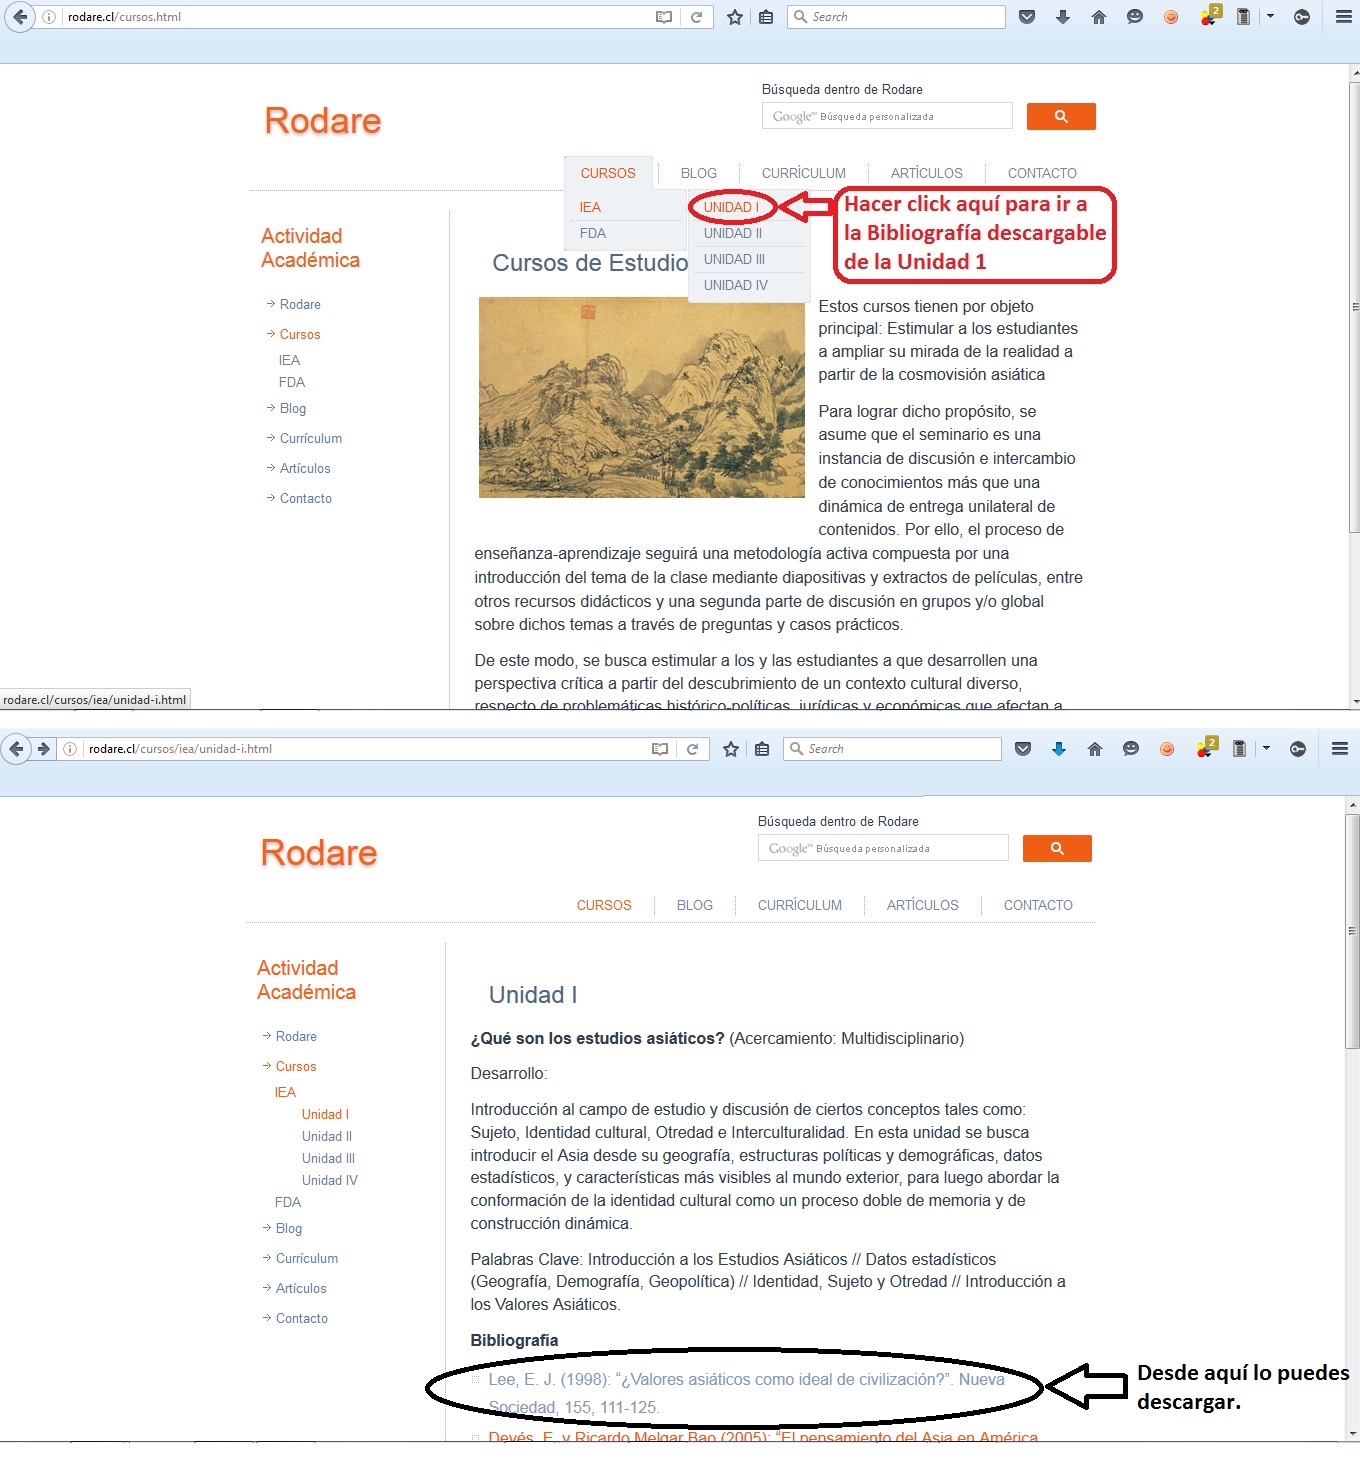 rodare.cl/cursos.html
Search
2
Búsqueda dentro de Rodare
Rodare
Google™ Búsqueda personalizada
CURSOS
BLOG
CURRÍCULUM
ARTÍCULOS
CONTACTO
IEA
FDA
UNIDAD I
UNIDAD II
UNIDAD III
UNIDAD IV
Hacer click aquí para ir a
la Bibliografía descargable
de la Unidad 1
Actividad
Académica
Rodare
Cursos
IEA
FDA
Blog
Currículum
Artículos
Contacto
Cursos de Estudio
Estos cursos tienen por objeto
principal: Estimular a los estudiantes
a ampliar su mirada de la realidad a
partir de la cosmovisión asiática
Para lograr dicho propósito, se
asume que el seminario es una
instancia de discusión e intercambio
de conocimientos más que una
dinámica de entrega unilateral de
contenidos. Por ello, el proceso de
enseñanza-aprendizaje seguirá una metodología activa compuesta por una
introducción del tema de la clase mediante diapositivas y extractos de películas, entre
otros recursos didácticos y una segunda parte de discusión en grupos y/o global
sobre dichos temas a través de preguntas y casos prácticos.
De este modo, se busca estimular a los y las estudiantes a que desarrollen una
perspectiva crítica a partir del descubrimiento de un contexto cultural diverso,
respecto de problemáticas histórico-políticas, jurídicas y económicas que afectan a
rodare.cl/cursos/iea/unidad-i.html
rodare.cl/cursos/iea/unidad-i.html
Search
2
Búsqueda dentro de Rodare
Rodare
Google™ Búsqueda personalizada
CURSOS
BLOG
CURRÍCULUM
ARTÍCULOS
CONTACTO
Actividad
Académica
Rodare
Cursos
IEA
Unidad I
Unidad II
Unidad III
Unidad IV
FDA
Blog
Currículum
Artículos
Contacto
Unidad I
¿Qué son los estudios asiáticos? (Acercamiento: Multidisciplinario)
Desarrollo:
Introducción al campo de estudio y discusión de ciertos conceptos tales como:
Sujeto, Identidad cultural, Otredad e Interculturalidad. En esta unidad se busca
introducir el Asia desde su geografía, estructuras políticas y demográficas, datos
estadísticos, y características más visibles al mundo exterior, para luego abordar la
conformación de la identidad cultural como un proceso doble de memoria y de
construcción dinámica.
Palabras Clave: Introducción a los Estudios Asiáticos // Datos estadísticos
(Geografía, Demografía, Geopolítica) // Identidad, Sujeto y Otredad // Introducción a
los Valores Asiáticos.
Bibliografía
Lee, E. J. (1998): “¿Valores asiáticos como ideal de civilización?”. Nueva
Sociedad, 155, 111-125.
Desde aquí lo puedes
descargar.
Devés, E. y Ricardo Melgar Bao (2005): “El pensamiento del Asia en América